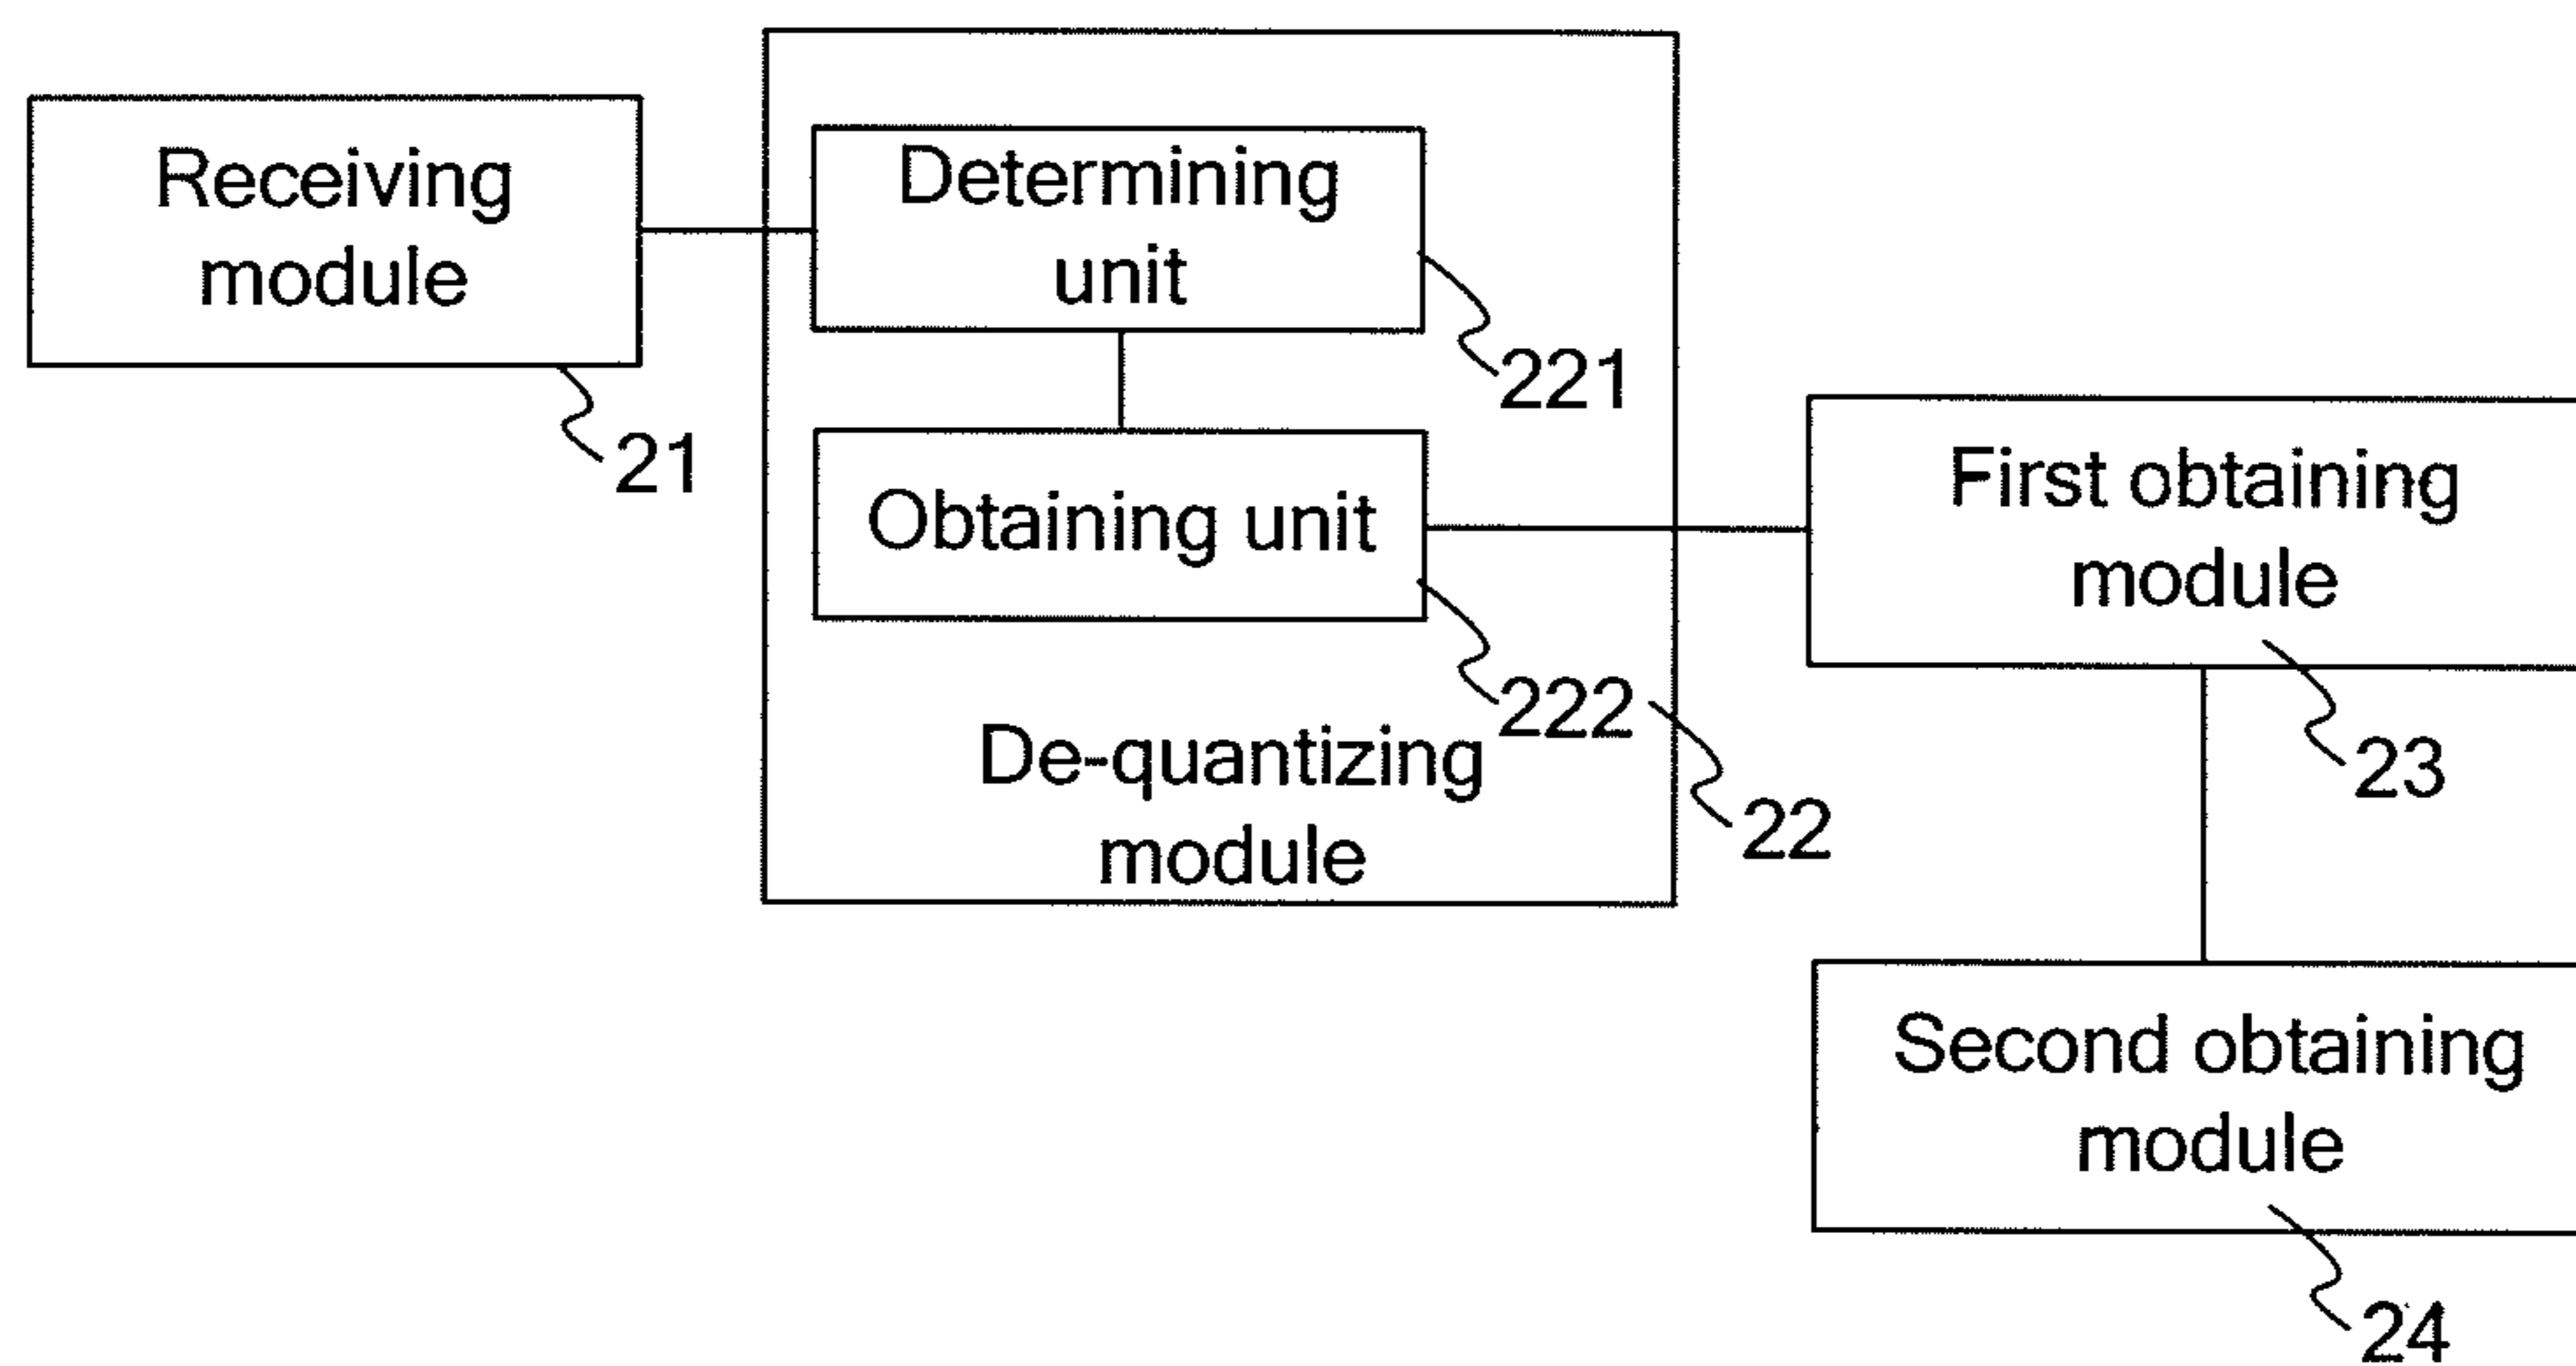 Receiving
module
21
Determining
unit
221
Obtaining unit
222
De-quantizing
module
22
First obtaining
module
23
Second obtaining
module
24